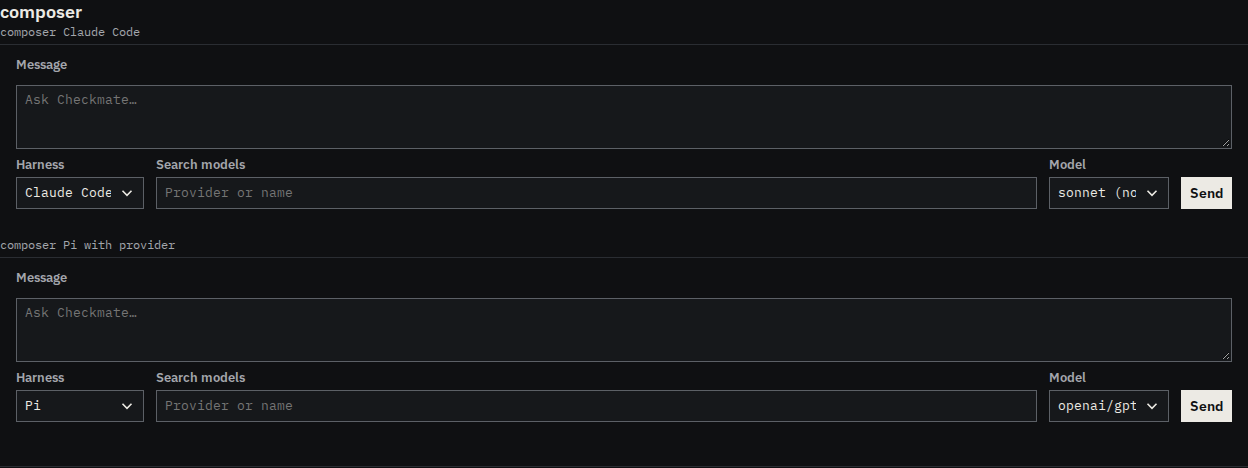 composer
composer Claude Code
Message
Ask Checkmate…
Harness Search models Model
Claude Code Provider or name sonnet (no Send
composer Pi with provider
Message
Ask Checkmate…
Harness Search models Model
Pi Provider or name openai/gpt Send